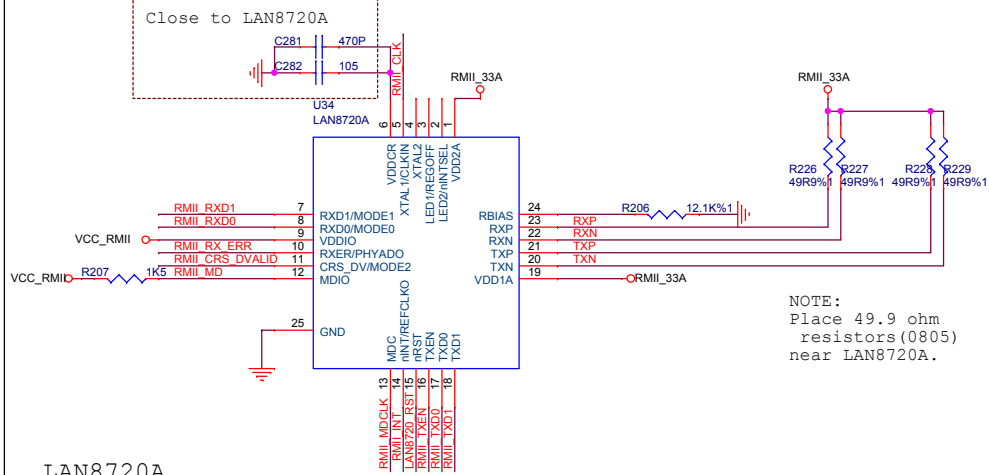 Close to LAN8720A
C281 470P
C282 105
RMII_CLK
U34
LAN8720A
RMII_33A
RMII_33A
6 5 4 3 2 1
VDDCR
XTAL1/CLKIN
XTAL2
LED1/REGOFF
LED2/nINTSEL
VDD2A
R226
49R9%1
R227
49R9%1
R228
49R9%1
R229
49R9%1
RMII_RXD1 7 RXD1/MODE1
RMII_RXD0 8 RXD0/MODE0
VCC_RMII 9 VDDIO
RMII_RX_ERR 10 RXER/PHYAD0
RMII_CRS_DVALID 11 CRS_DV/MODE2
VCC_RMII R207 1K5 RMII_MD 12 MDIO
25 GND
RBIAS 24 R206 12.1K%1
RXP 23 RXP
RXN 22 RXN
TXP 21 TXP
TXN 20 TXN
VDD1A 19 RMII_33A
MDC
nINT/REFCLKO
nRST
TXEN
TXD0
TXD1
13 14 15 16 17 18
RMII_MDCLK
RMII_INT
LAN8720_RST
RMII_TXEN
RMII_TXD0
RMII_TXD1
NOTE:
Place 49.9 ohm
resistors(0805)
near LAN8720A.
LAN8720A